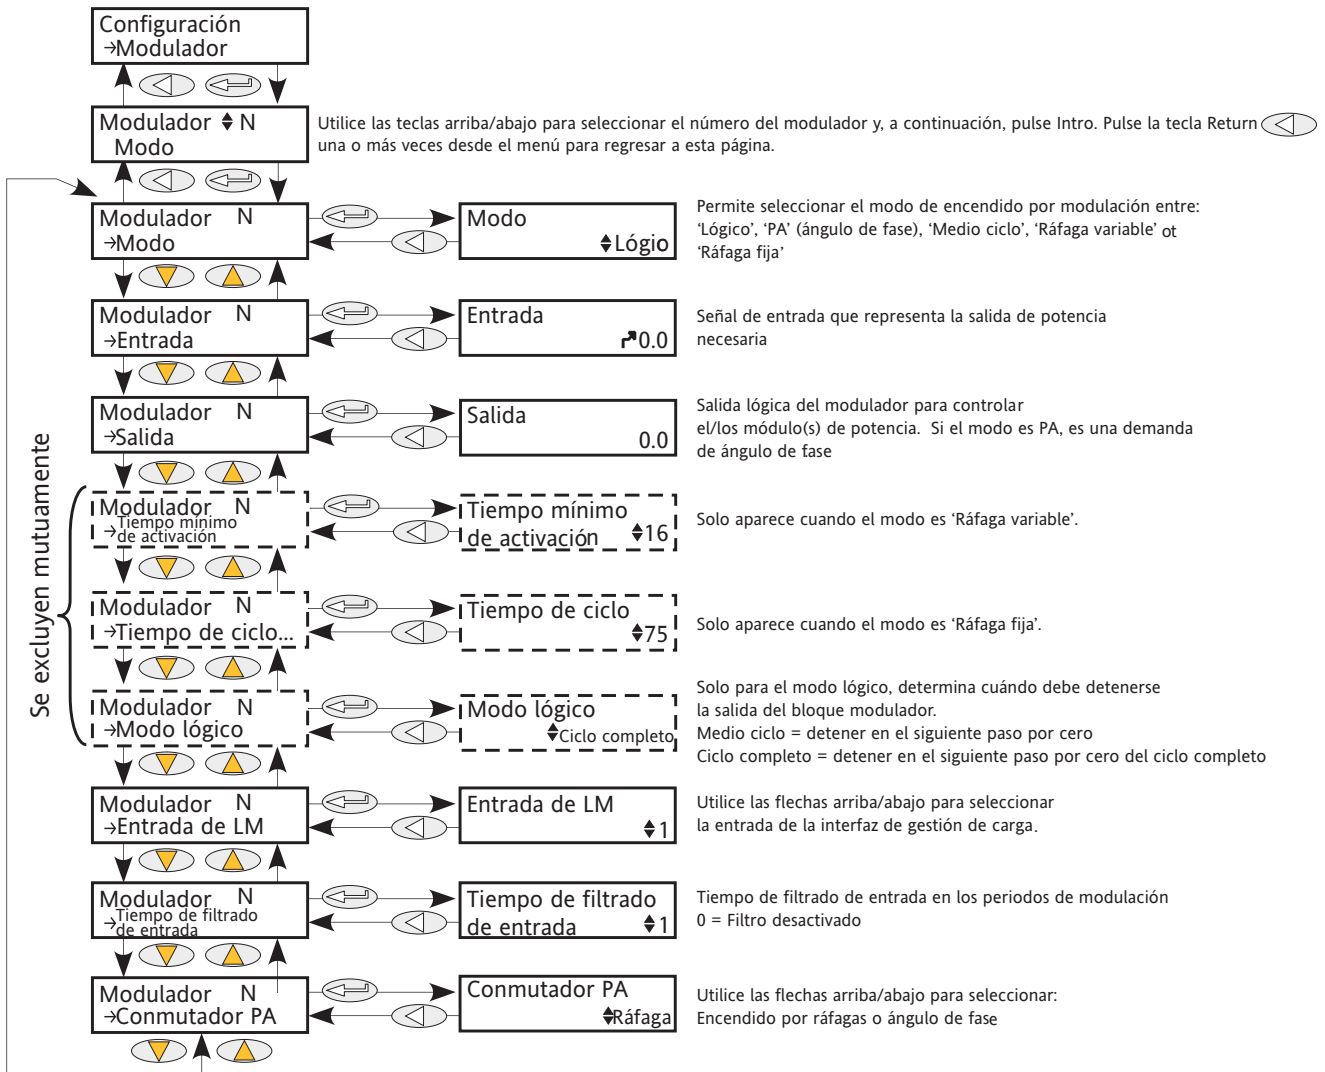 Configuración
→Modulador
Modulador N
Modo
Utilice las teclas arriba/abajo para seleccionar el número del modulador y, a continuación, pulse Intro. Pulse la tecla Return
una o más veces desde el menú para regresar a esta página.
Modulador N
→Modo
Modo
Lógio
Permite seleccionar el modo de encendido por modulación entre:
‘Lógico’, ‘PA’ (ángulo de fase), ‘Medio ciclo’, ‘Ráfaga variable’ ot
‘Ráfaga fija’
Modulador N
→Entrada
Entrada
0.0
Señal de entrada que representa la salida de potencia
necesaria
Modulador N
→Salida
Salida
0.0
Salida lógica del modulador para controlar
el/los módulo(s) de potencia. Si el modo es PA, es una demanda
de ángulo de fase
Se excluyen mutuamente
Modulador N
→Tiempo mínimo
de activación
Tiempo mínimo
de activación 16
Solo aparece cuando el modo es ‘Ráfaga variable’.
Modulador N
→Tiempo de ciclo...
Tiempo de ciclo
75
Solo aparece cuando el modo es ‘Ráfaga fija’.
Modulador N
→Modo lógico
Modo lógico
Ciclo completo
Solo para el modo lógico, determina cuándo debe detenerse
la salida del bloque modulador.
Medio ciclo = detener en el siguiente paso por cero
Ciclo completo = detener en el siguiente paso por cero del ciclo completo
Modulador N
→Entrada de LM
Entrada de LM
1
Utilice las flechas arriba/abajo para seleccionar
la entrada de la interfaz de gestión de carga.
Modulador N
→Tiempo de filtrado
de entrada
Tiempo de filtrado
de entrada 1
Tiempo de filtrado de entrada en los periodos de modulación
0 = Filtro desactivado
Modulador N
→Conmutador PA
Conmutador PA
Ráfaga
Utilice las flechas arriba/abajo para seleccionar:
Encendido por ráfagas o ángulo de fase